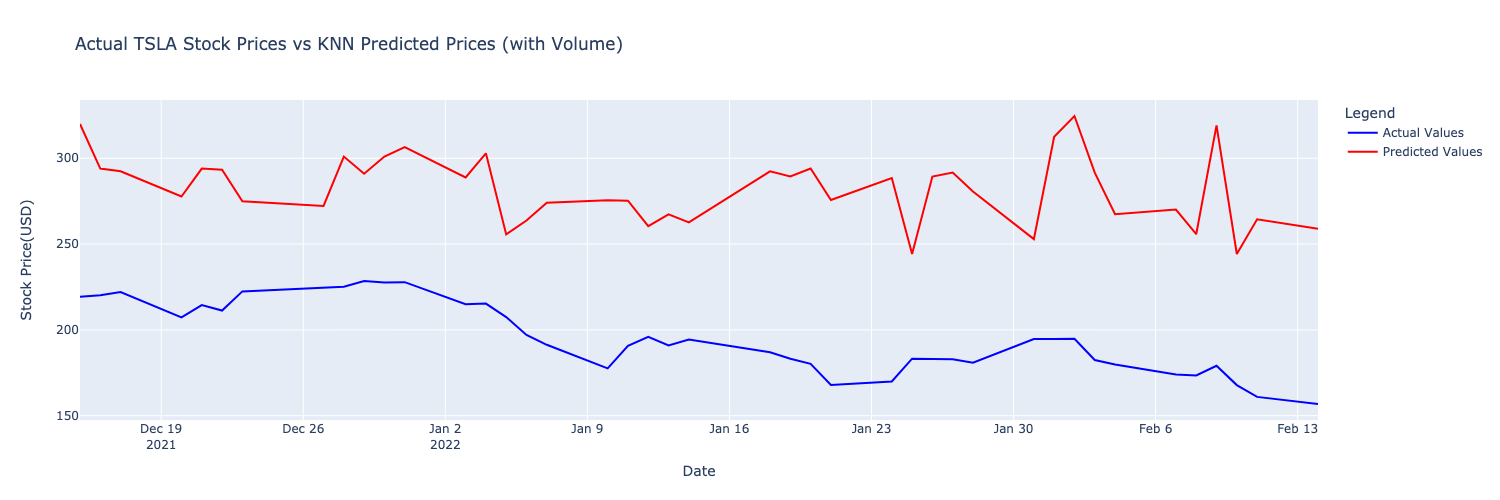 Actual TSLA Stock Prices vs KNN Predicted Prices (with Volume)
Legend
Actual Values
Predicted Values
Stock Price(USD)
300
250
200
150
Dec 19 Dec 26 Jan 2 Jan 9 Jan 16 Jan 23 Jan 30 Feb 6 Feb 13
2021 2022
Date